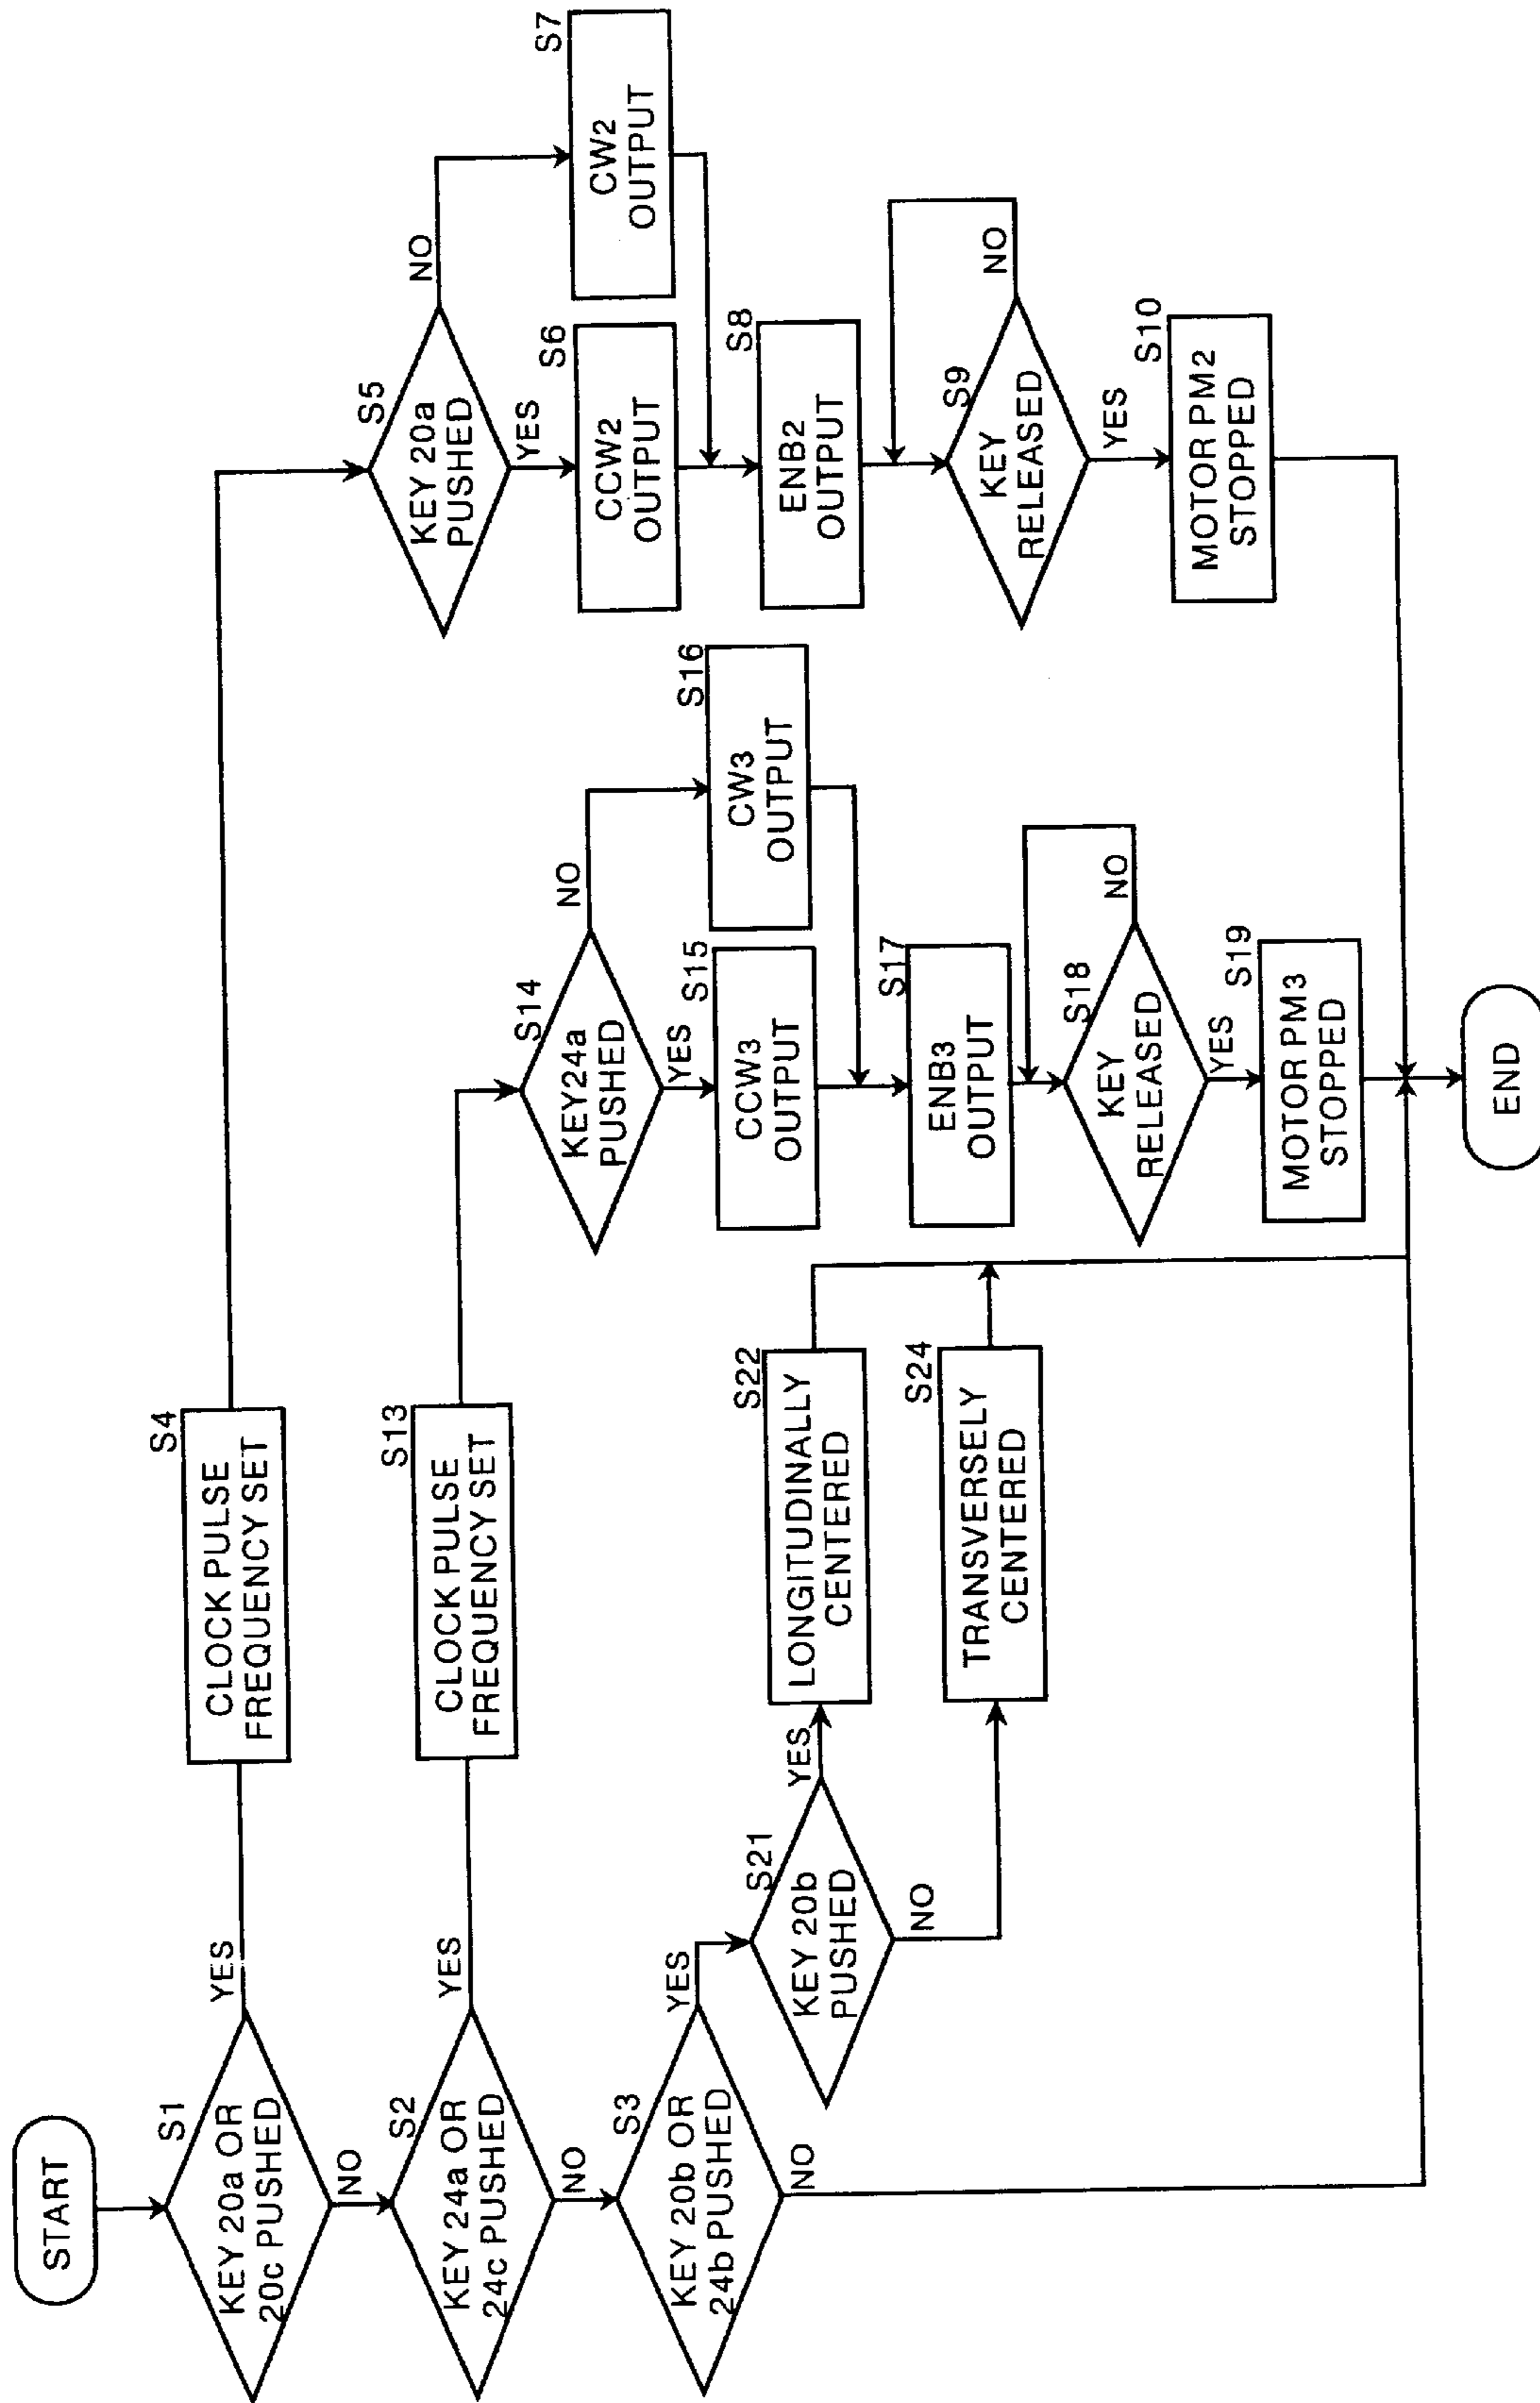 START
S1
KEY 20a OR
20c PUSHED
YES
NO
S4
CLOCK PULSE
FREQUENCY SET
S2
KEY 24a OR
24c PUSHED
YES
NO
S13
CLOCK PULSE
FREQUENCY SET
S3
KEY 20b OR
24b PUSHED
YES
NO
S21
KEY 20b
PUSHED
YES
NO
S22
LONGITUDINALLY
CENTERED
S24
TRANSVERSELY
CENTERED
S14
KEY24a
PUSHED
NO
YES
S15
CCW3
OUTPUT
S16
CW3
OUTPUT
S17
ENB3
OUTPUT
S18
KEY
RELEASED
NO
YES
S19
MOTOR PM3
STOPPED
S5
KEY 20a
PUSHED
NO
YES
S6
CCW2
OUTPUT
S7
CW2
OUTPUT
S8
ENB2
OUTPUT
S9
KEY
RELEASED
NO
YES
S10
MOTOR PM2
STOPPED
END